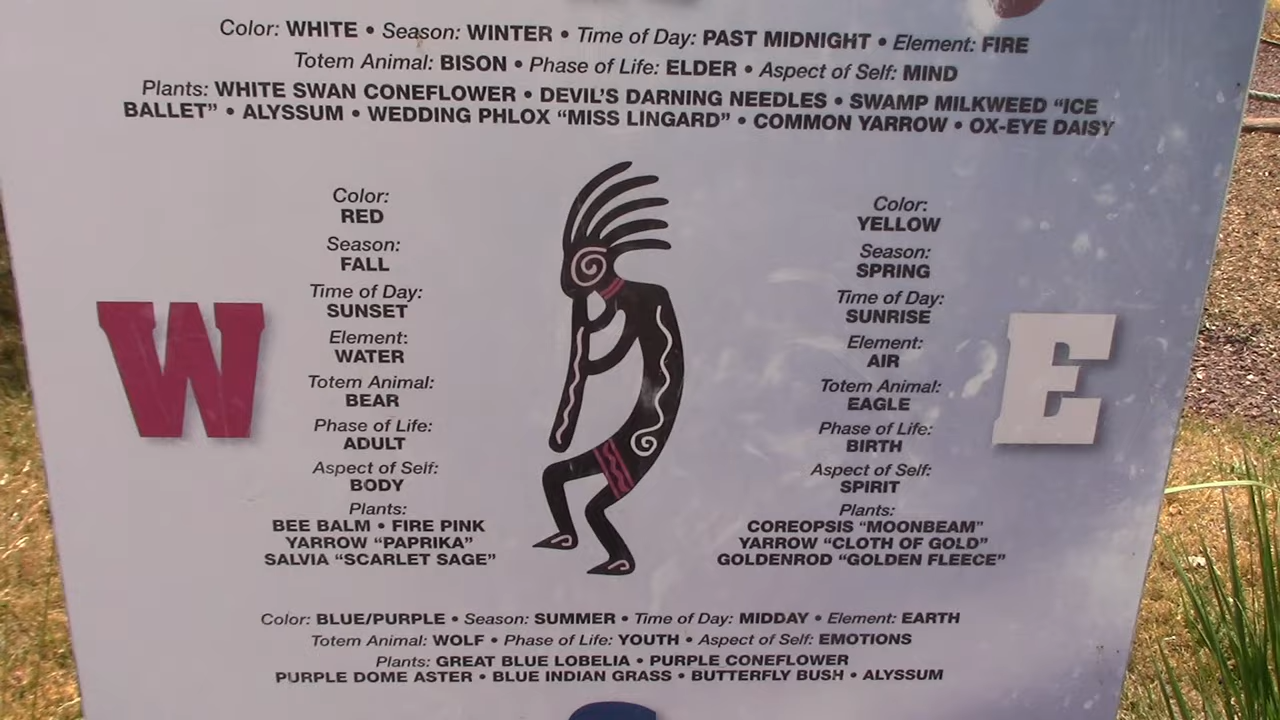 Color: WHITE • Season: WINTER • Time of Day: PAST MIDNIGHT • Element: FIRE
Totem Animal: BISON • Phase of Life: ELDER • Aspect of Self: MIND
Plants: WHITE SWAN CONEFLOWER • DEVIL'S DARNING NEEDLES • SWAMP MILKWEED “ICE
BALLET” • ALYSSUM • WEDDING PHLOX “MISS LINGARD” • COMMON YARROW • OX-EYE DAISY
W
Color:
RED
Season:
FALL
Time of Day:
SUNSET
Element:
WATER
Totem Animal:
BEAR
Phase of Life:
ADULT
Aspect of Self:
BODY
Plants:
BEE BALM • FIRE PINK
YARROW “PAPRIKA”
SALVIA “SCARLET SAGE”
Color:
YELLOW
Season:
SPRING
Time of Day:
SUNRISE
Element:
AIR
Totem Animal:
EAGLE
Phase of Life:
BIRTH
Aspect of Self:
SPIRIT
Plants:
COREOPSIS “MOONBEAM”
YARROW “CLOTH OF GOLD”
GOLDENROD “GOLDEN FLEECE”
E
Color: BLUE/PURPLE • Season: SUMMER • Time of Day: MIDDAY • Element: EARTH
Totem Animal: WOLF • Phase of Life: YOUTH • Aspect of Self: EMOTIONS
Plants: GREAT BLUE LOBELIA • PURPLE CONEFLOWER
PURPLE DOME ASTER • BLUE INDIAN GRASS • BUTTERFLY BUSH • ALYSSUM